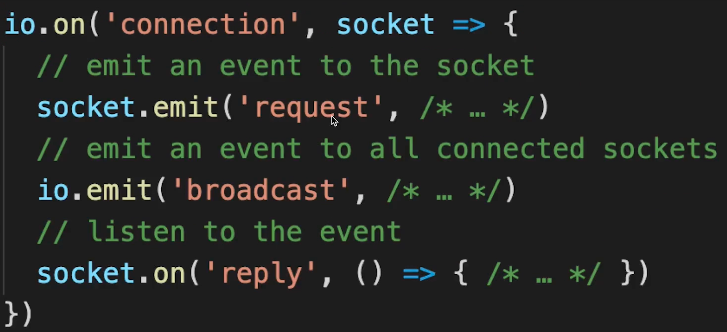 io.on('connection', socket => {
// emit an event to the socket
socket.emit('request', /* … */)
// emit an event to all connected sockets
io.emit('broadcast', /* … */)
// listen to the event
socket.on('reply', () => { /* … */ })
})